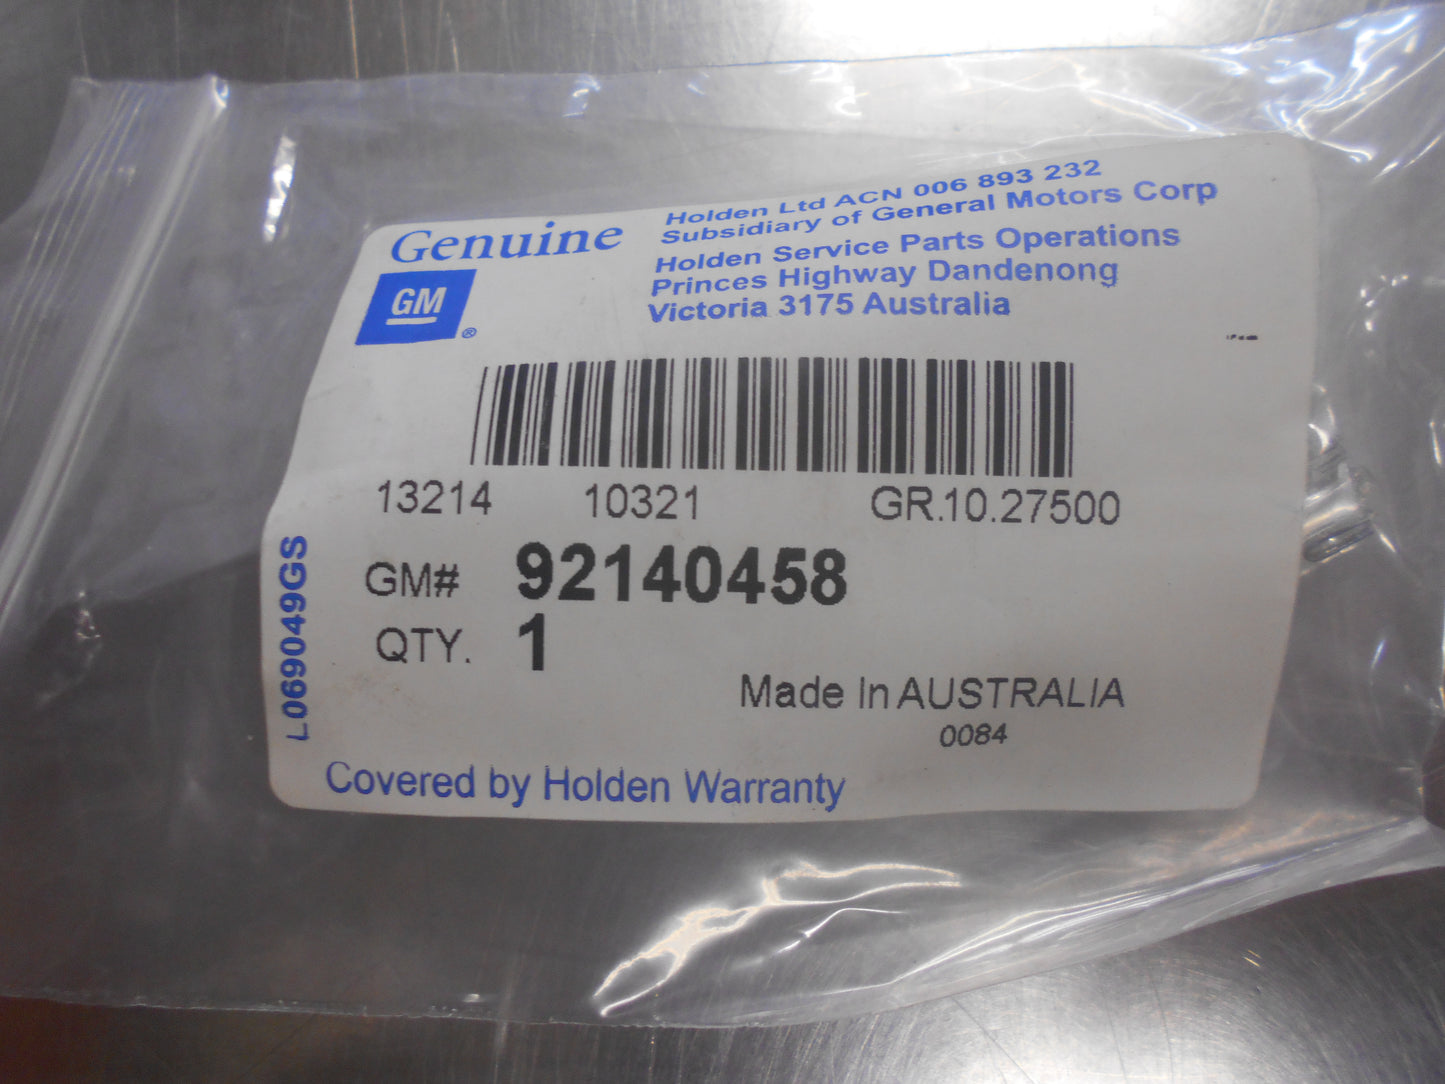 Genuine
GM ®
Holden Ltd ACN 006 893 232
Subsidiary of General Motors Corp
Holden Service Parts Operations
Princes Highway Dandenong
Victoria 3175 Australia
13214 10321 GR.10.27500
GM# 92140458
QTY. 1
Made In AUSTRALIA
0084
Covered by Holden Warranty
L069049GS